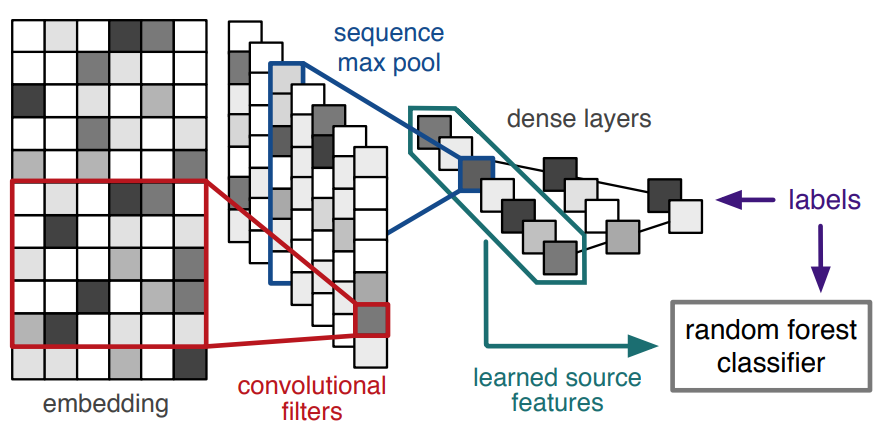 sequence
max pool
dense layers
labels
random forest
classifier
embedding
convolutional
filters
learned source
features